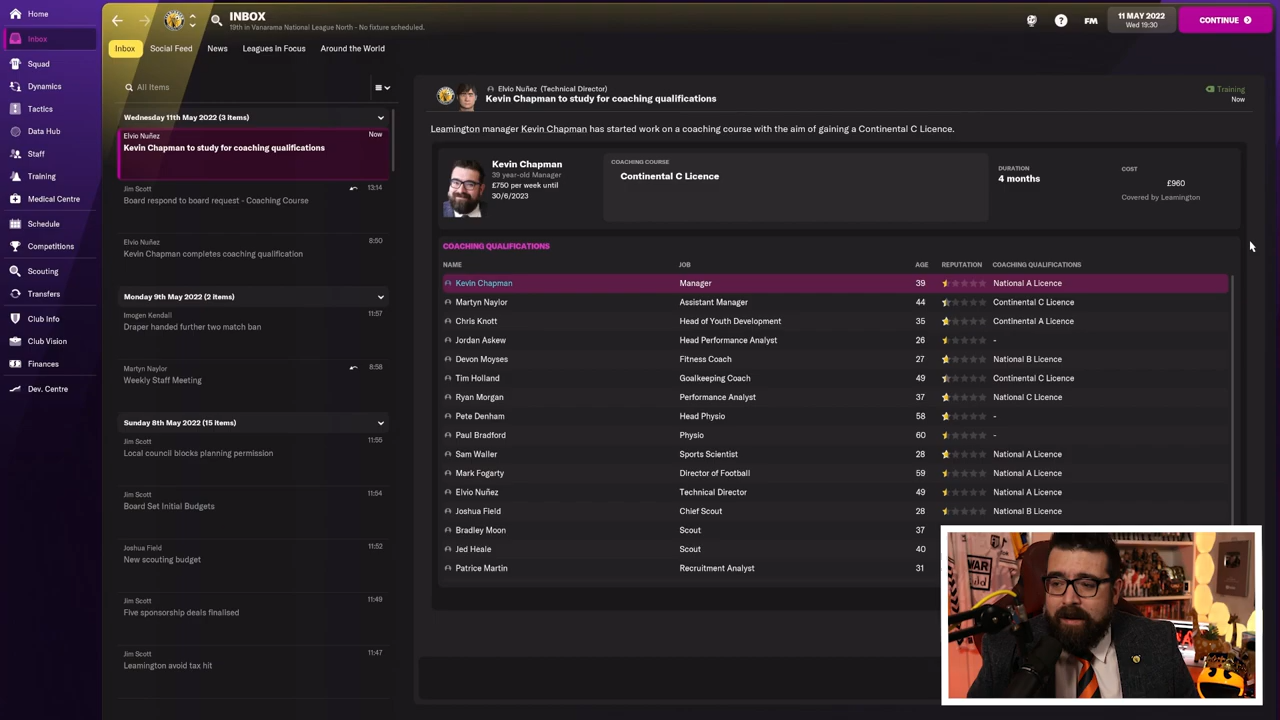 Home
Inbox
Squad
Dynamics
Tactics
Data Hub
Staff
Training
Medical Centre
Schedule
Competitions
Scouting
Transfers
Club Info
Club Vision
Finances
Dev. Centre
INBOX
19th in Vanarama National League North - No fixture scheduled.
FM
11 MAY 2022
Wed 19:30
CONTINUE
Inbox Social Feed News Leagues in Focus Around the World
All Items
Wednesday 11th May 2022 (3 items)
Elvio Nuñez Now
Kevin Chapman to study for coaching qualifications
Jim Scott 13:14
Board respond to board request - Coaching Course
Elvio Nuñez 8:50
Kevin Chapman completes coaching qualification
Monday 9th May 2022 (2 items)
Imogen Kendall 11:57
Draper handed further two match ban
Martyn Naylor 8:58
Weekly Staff Meeting
Sunday 8th May 2022 (15 items)
Jim Scott 11:55
Local council blocks planning permission
Jim Scott 11:54
Board Set Initial Budgets
Joshua Field 11:52
New scouting budget
Jim Scott 11:49
Five sponsorship deals finalised
Jim Scott 11:47
Leamington avoid tax hit
Elvio Nuñez (Technical Director)
Kevin Chapman to study for coaching qualifications
Training
Now
Leamington manager Kevin Chapman has started work on a coaching course with the aim of gaining a Continental C Licence.
Kevin Chapman
39 year-old Manager
£750 per week until
30/6/2023
COACHING COURSE
Continental C Licence
DURATION
4 months
COST
£960
Covered by Leamington
COACHING QUALIFICATIONS
NAME JOB AGE REPUTATION COACHING QUALIFICATIONS
Kevin Chapman Manager 39 National A Licence
Martyn Naylor Assistant Manager 44 Continental C Licence
Chris Knott Head of Youth Development 35 Continental A Licence
Jordan Askew Head Performance Analyst 26 -
Devon Moyses Fitness Coach 27 National B Licence
Tim Holland Goalkeeping Coach 49 Continental C Licence
Ryan Morgan Performance Analyst 37 National C Licence
Pete Denham Head Physio 58 -
Paul Bradford Physio 60 -
Sam Waller Sports Scientist 28 National A Licence
Mark Fogarty Director of Football 59 National A Licence
Elvio Nuñez Technical Director 49 National A Licence
Joshua Field Chief Scout 28 National B Licence
Bradley Moon Scout 37
Jed Heale Scout 40
Patrice Martin Recruitment Analyst 31
WAR